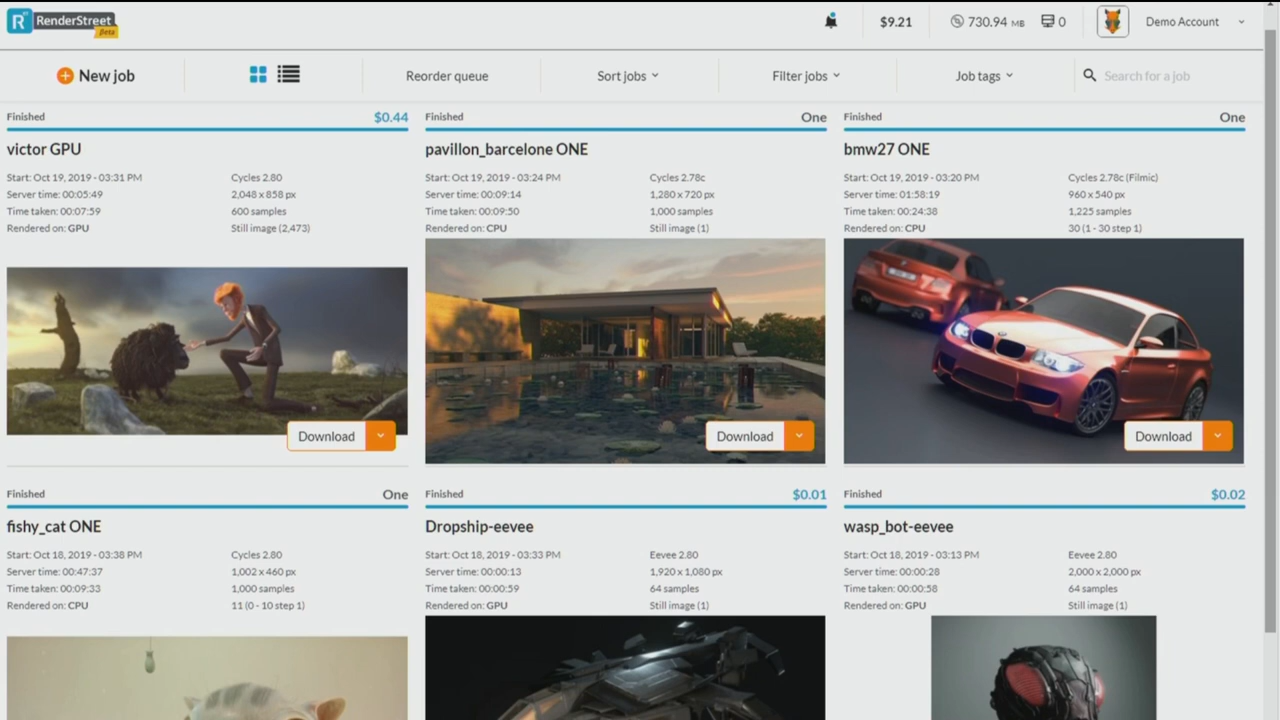 RenderStreet
Beta
$9.21
730.94 MB
0
Demo Account
New job
Reorder queue
Sort jobs
Filter jobs
Job tags
Search for a job
Finished
$0.44
victor GPU
Start: Oct 19, 2019 - 03:31 PM
Cycles 2.80
Server time: 00:05:49
2,048 x 858 px
Time taken: 00:07:59
600 samples
Rendered on: GPU
Still image (2,473)
Download
Finished
One
pavillon_barcelone ONE
Start: Oct 19, 2019 - 03:24 PM
Cycles 2.78c
Server time: 00:09:14
1,280 x 720 px
Time taken: 00:09:50
1,000 samples
Rendered on: CPU
Still image (1)
Download
Finished
One
bmw27 ONE
Start: Oct 19, 2019 - 03:20 PM
Cycles 2.78c (Filmic)
Server time: 01:58:19
960 x 540 px
Time taken: 00:24:38
1,225 samples
Rendered on: CPU
30 (1 - 30 step 1)
Download
Finished
One
fishy_cat ONE
Start: Oct 18, 2019 - 03:38 PM
Cycles 2.80
Server time: 00:47:37
1,002 x 460 px
Time taken: 00:09:33
1,000 samples
Rendered on: CPU
11 (0 - 10 step 1)
Finished
$0.01
Dropship-eevee
Start: Oct 18, 2019 - 03:33 PM
Eevee 2.80
Server time: 00:00:13
1,920 x 1,080 px
Time taken: 00:00:59
64 samples
Rendered on: GPU
Still image (1)
Finished
$0.02
wasp_bot-eevee
Start: Oct 18, 2019 - 03:13 PM
Eevee 2.80
Server time: 00:00:28
2,000 x 2,000 px
Time taken: 00:00:58
64 samples
Rendered on: GPU
Still image (1)